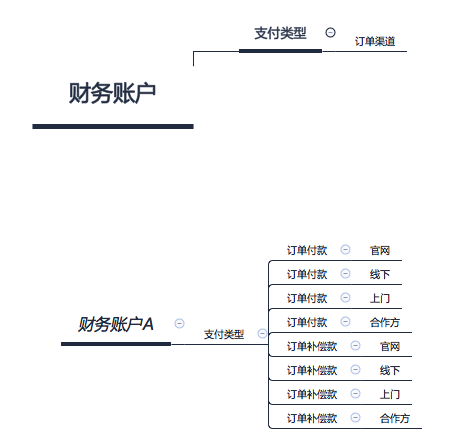 支付类型
订单渠道
财务账户
订单付款 官网
订单付款 线下
订单付款 上门
财务账户A
支付类型
订单付款 合作方
订单补偿款 官网
订单补偿款 线下
订单补偿款 上门
订单补偿款 合作方